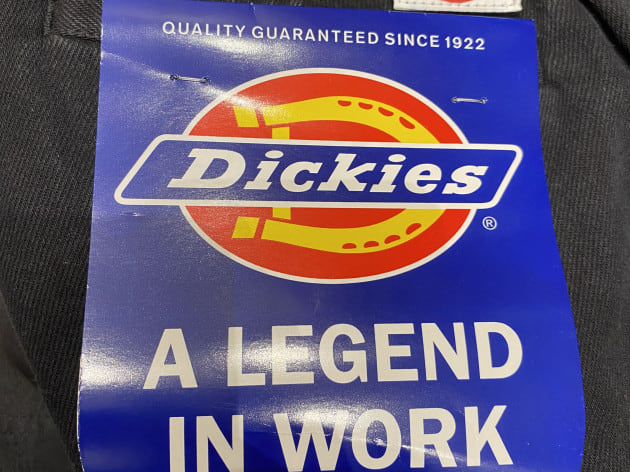 QUALITY GUARANTEED SINCE 1922
Dickies
®
A LEGEND
IN WORK